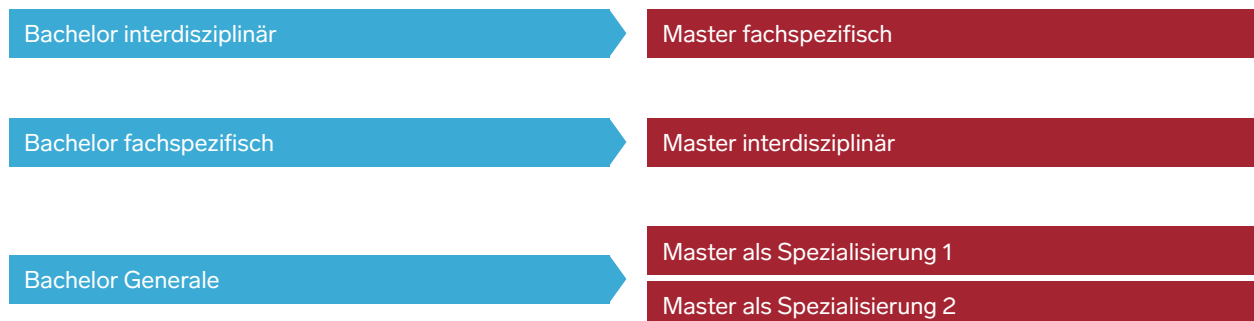 Bachelor interdisziplinär
Master fachspezifisch
Bachelor fachspezifisch
Master interdisziplinär
Bachelor Generale
Master als Spezialisierung 1
Master als Spezialisierung 2